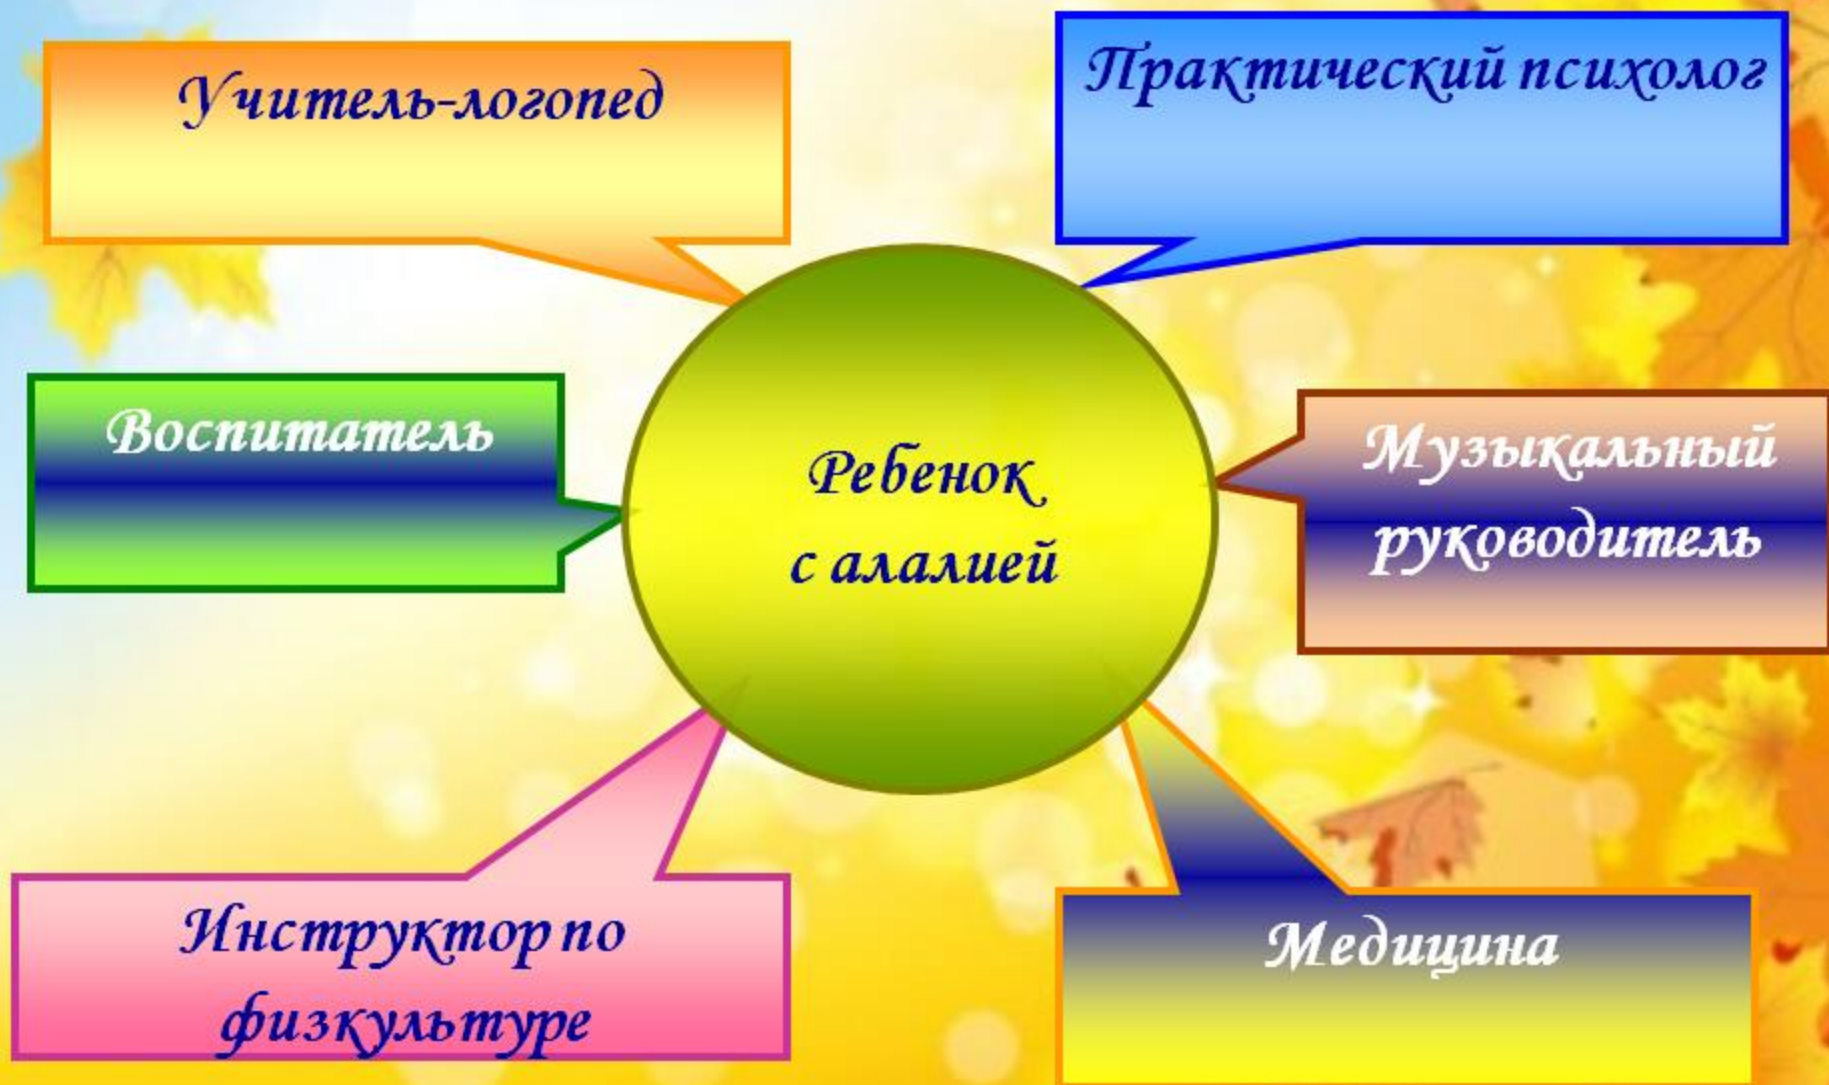 Учитель-логопед
Практический психолог
Воспитатель
Ребенок
с алалией
Музыкальный
руководитель
Инструктор по
физкультуре
Медицина